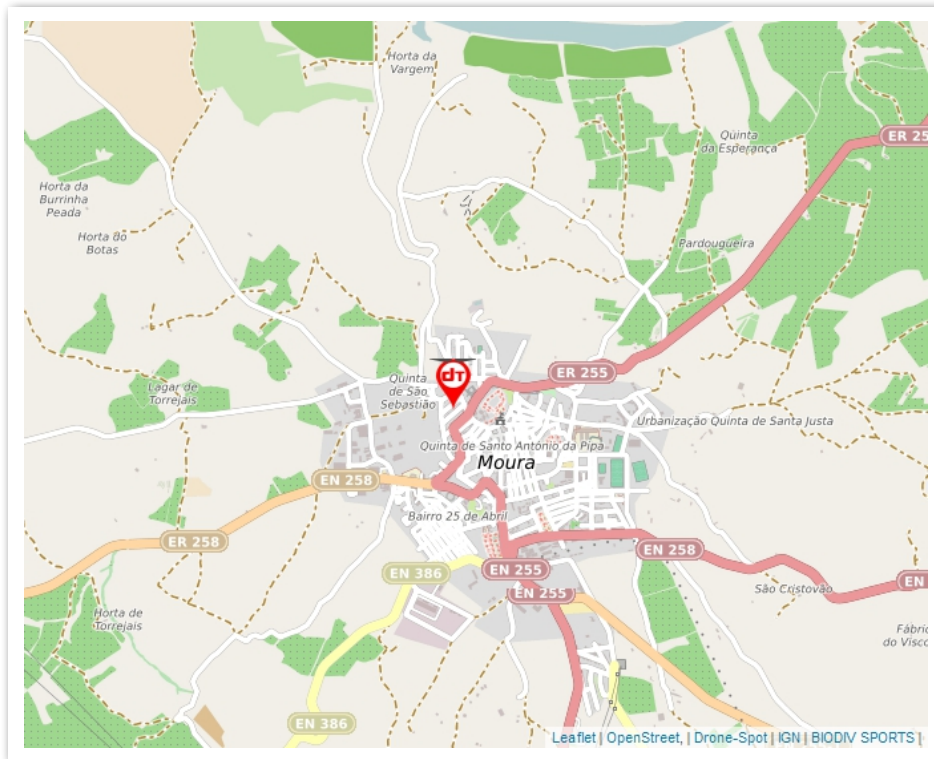 Horta da
Vargem
Quinta
da Esperança
ER 25
Horta da
Burrinha
Peada
Horta do
Botas
Pardougueira
dT
ER 255
Quinta
de São
Sebastião
Lagar de
Torrejais
Urbanização Quinta de Santa Justa
Quinta de Santo António da Pipa
Moura
EN 258
Bairro 25 de Abril
ER 258
EN 258
EN 255
EN 386
EN
EN 255
São Cristovão
Horta de
Torrejais
Fábric
do Visco
EN 386
Leaflet | OpenStreet, | Drone-Spot | IGN | BIODIV SPORTS |